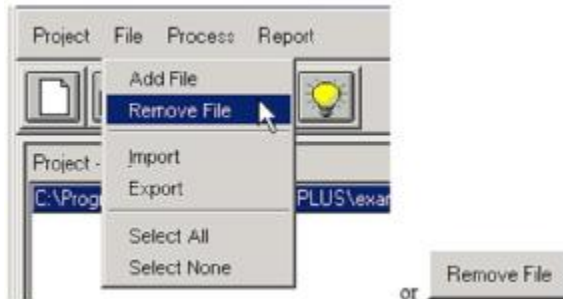 Project File Process Report
Add File
Remove File
Import
Project -
C:\Prog PLUS\exar
Export
Select All
Select None
or Remove File